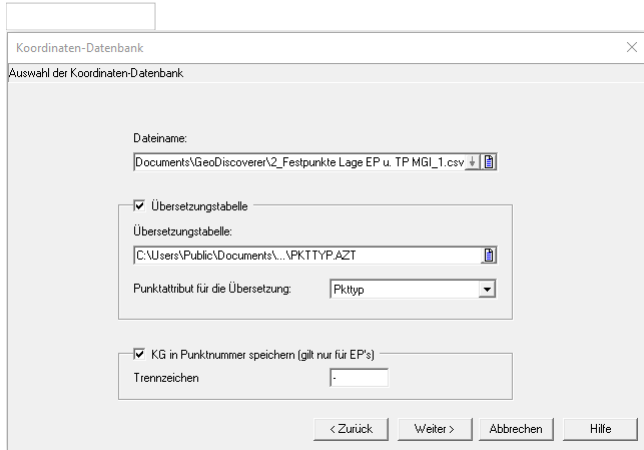 Koordinaten-Datenbank
Auswahl der Koordinaten-Datenbank
Dateiname:
Documents\GeoDiscoverer\2_Festpunkte Lage EP u. TP MGI_1.csv
Übersetzungstabelle
Übersetzungstabelle:
C:\Users\Public\Documents\...\PKTTYP.AZT
Punktattribut für die Übersetzung: Pkttyp
KG in Punktnummer speichern (gilt nur für EP's)
Trennzeichen -
< Zurück Weiter > Abbrechen Hilfe